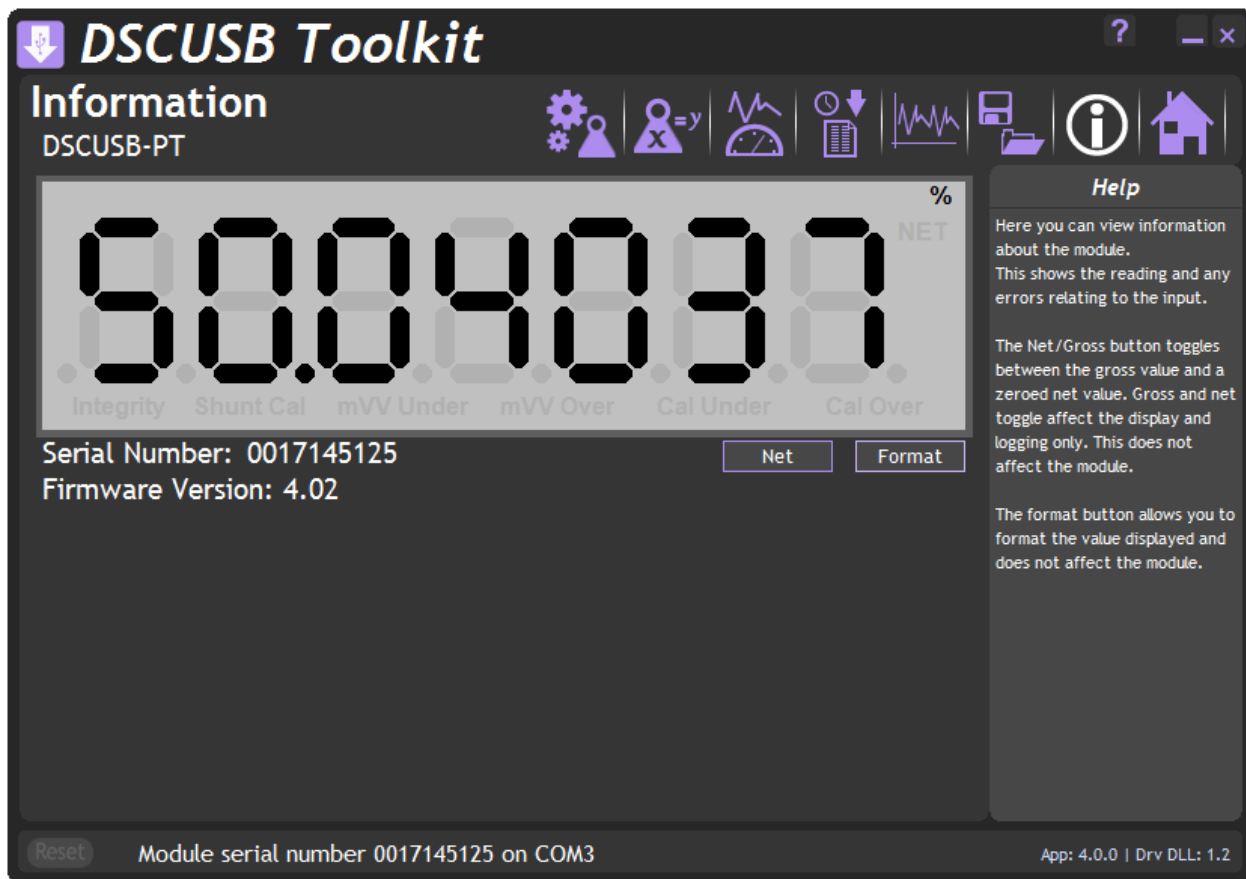 ?
DSCUSB Toolkit
Information
DSCUSB-PT
x=y
i
%
NET
50.04037
Integrity Shunt Cal mVV Under mVV Over Cal Under Cal Over
Serial Number: 0017145125
Net Format
Firmware Version: 4.02
Help
Here you can view information
about the module.
This shows the reading and any
errors relating to the input.
The Net/Gross button toggles
between the gross value and a
zeroed net value. Gross and net
toggle affect the display and
logging only. This does not
affect the module.
The format button allows you to
format the value displayed and
does not affect the module.
Reset
Module serial number 0017145125 on COM3
App: 4.0.0 | Drv DLL: 1.2